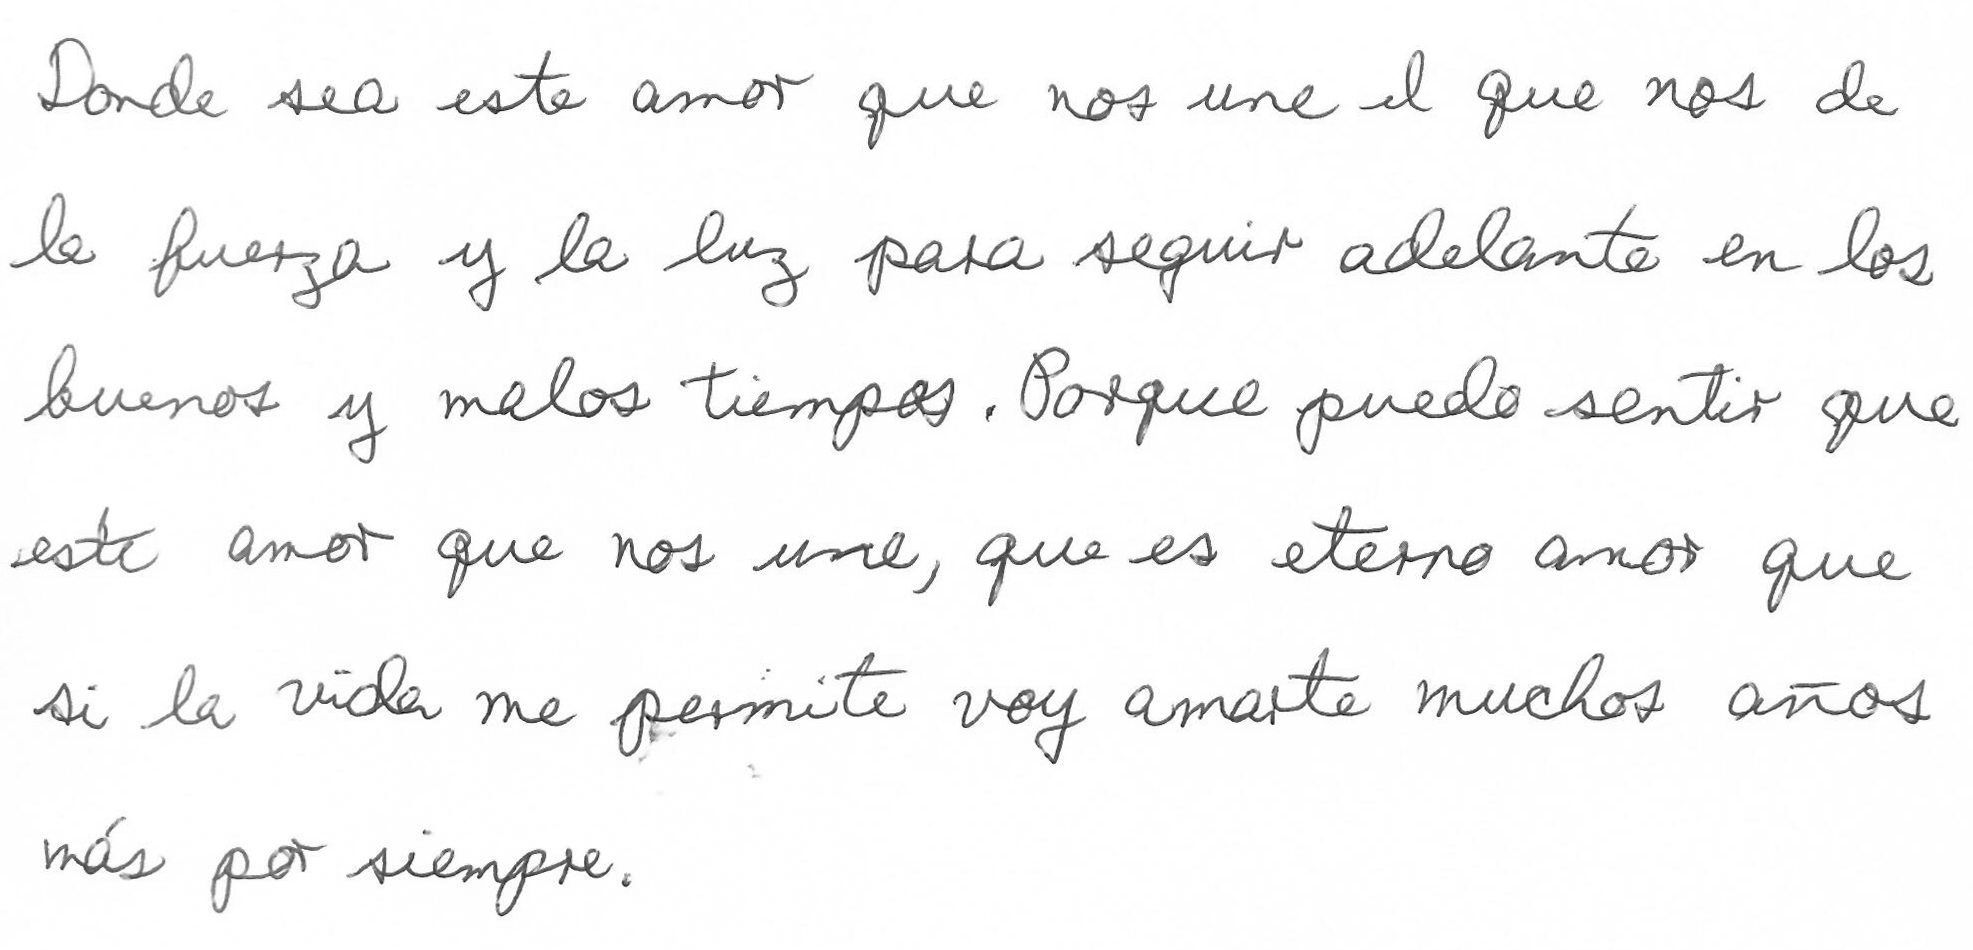 Donde sea este amor que nos une el que nos de
la fuerza y la luz para seguir adelante en los
buenos y malos tiempos. Porque puedo sentir que
este amor que nos une, que es eterno amor que
si la vida me permite voy amarte muchos años
más por siempre.